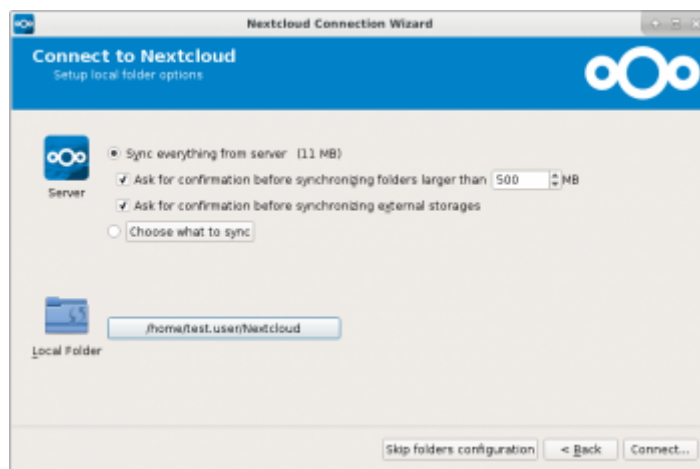 Nextcloud Connection Wizard
Connect to Nextcloud
Setup local folder options
Server
Sync everything from server (11 MB)
Ask for confirmation before synchronizing folders larger than 500 MB
Ask for confirmation before synchronizing external storages
Choose what to sync
/home/test.user/Nextcloud
Local Folder
Skip folders configuration < Back Connect...